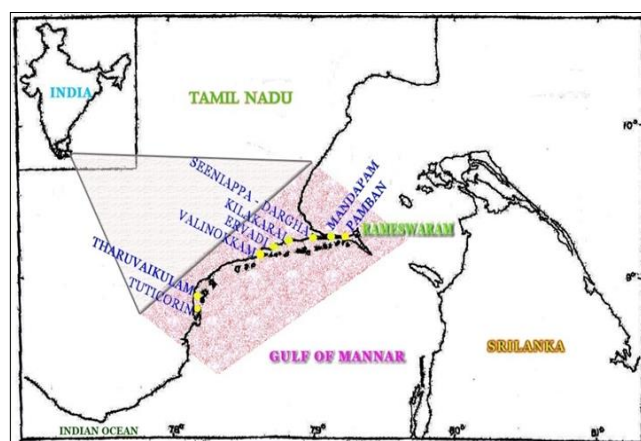 INDIA
TAMIL NADU
10°
SEENIAPPA - DARGHA
MANDAPAM
PAMBAN
KILAKARAI
ERVADI
VALINOKKAM
RAMESWARAM
THARUVAIKULAM
TUTICORIN
9°
GULF OF MANNAR
SRILANKA
INDIAN OCEAN
78°
79°
80°
81°